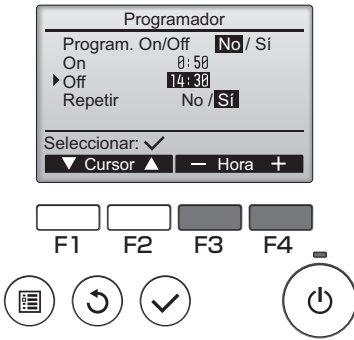 Programador
Program. On/Off No / Sí
On 0:50
Off 14:30
Repetir No / Sí
Seleccionar: ✓
▼ Cursor ▲ — Hora +
F1 F2 F3 F4